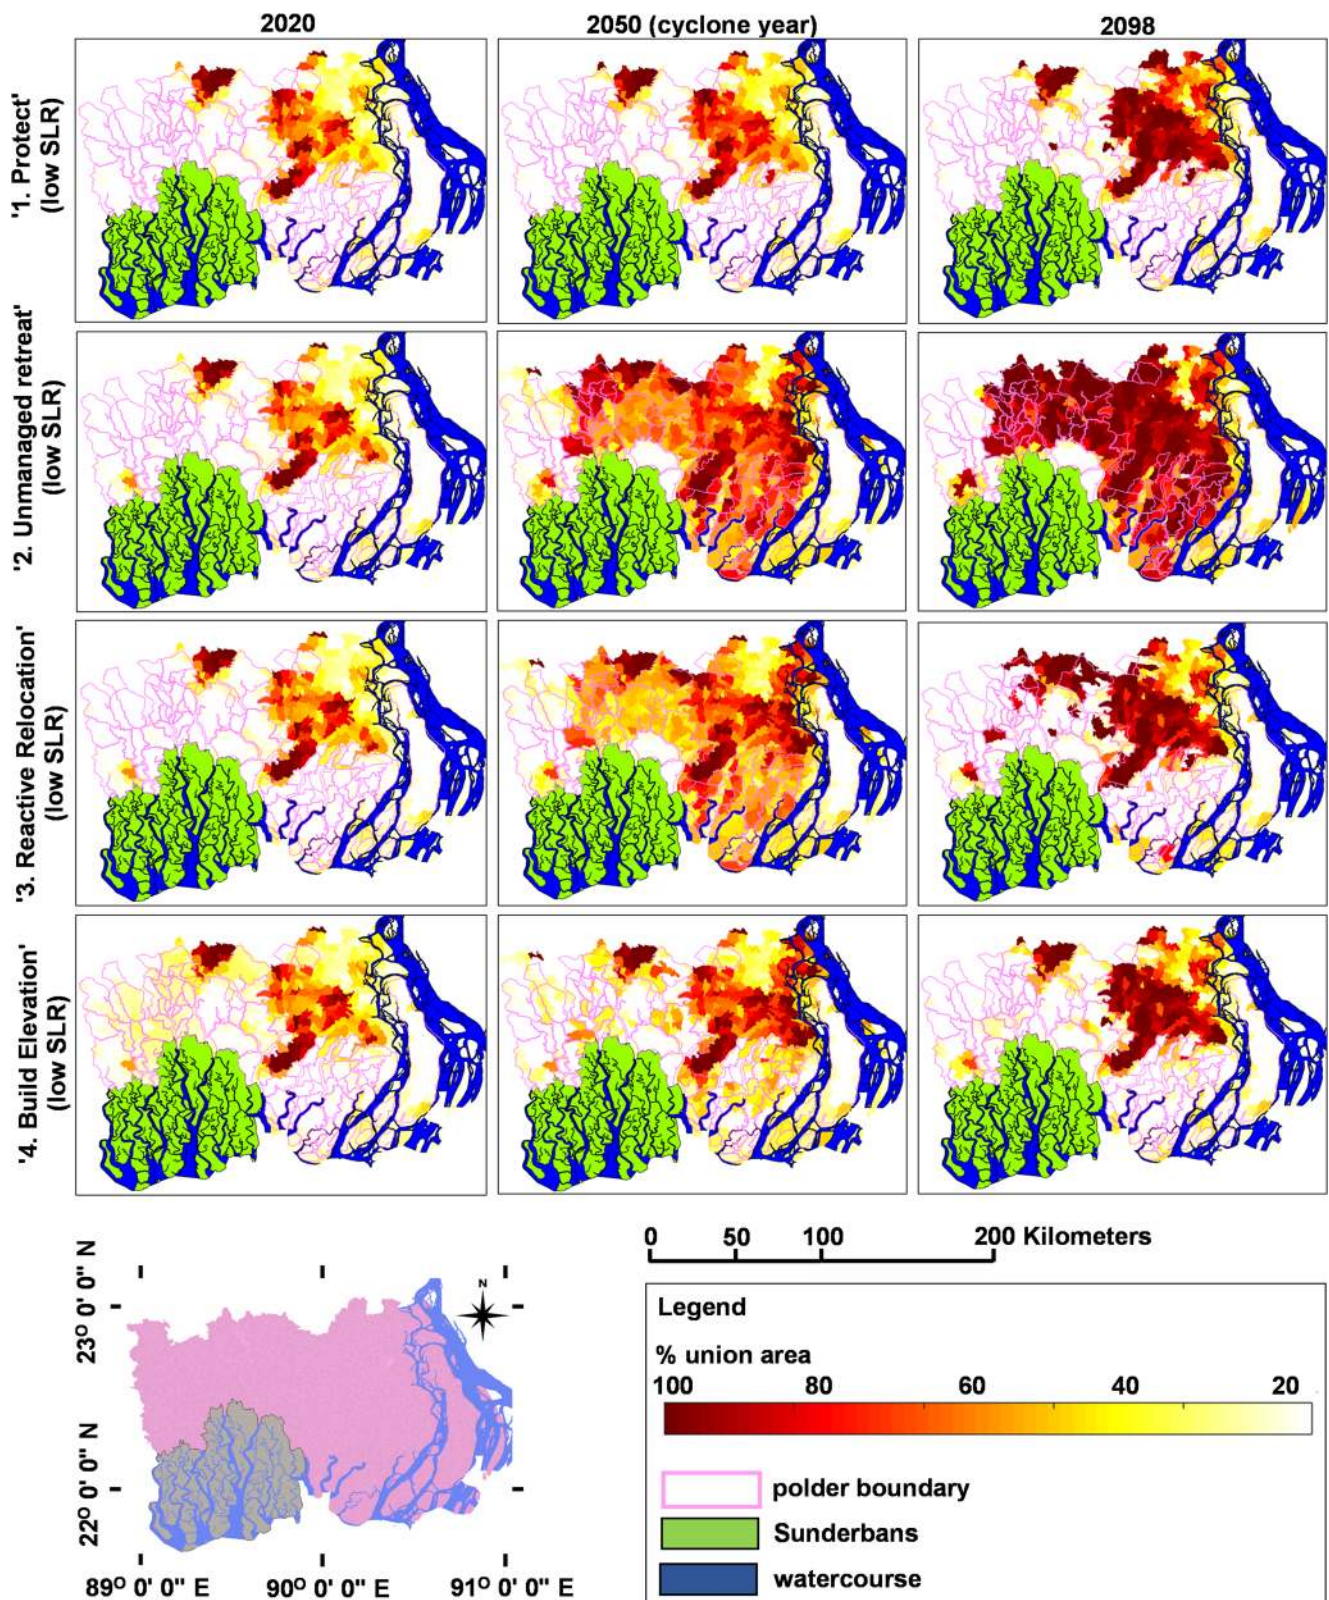 2020 2050 (cyclone year) 2098
'1. Protect'
(low SLR)
'2. Unmanaged retreat'
(low SLR)
'3. Reactive Relocation'
(low SLR)
'4. Build Elevation'
(low SLR)
0 50 100 200 Kilometers
23° 0' 0" N
22° 0' 0" N
N
89° 0' 0" E 90° 0' 0" E 91° 0' 0" E
Legend
% union area
100 80 60 40 20
polder boundary
Sunderbans
watercourse